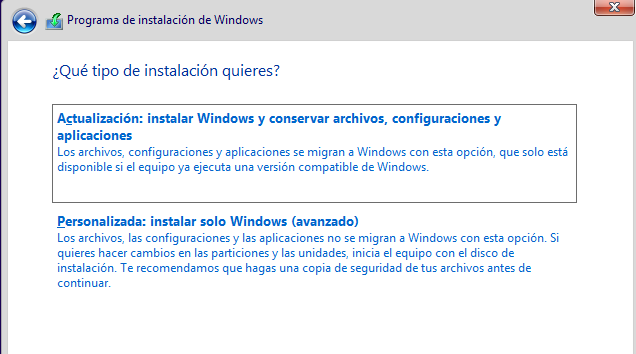 Programa de instalación de Windows
¿Qué tipo de instalación quieres?
Actualización: instalar Windows y conservar archivos, configuraciones y
aplicaciones
Los archivos, configuraciones y aplicaciones se migran a Windows con esta opción, que solo está
disponible si el equipo ya ejecuta una versión compatible de Windows.
Personalizada: instalar solo Windows (avanzado)
Los archivos, las configuraciones y las aplicaciones no se migran a Windows con esta opción. Si
quieres hacer cambios en las particiones y las unidades, inicia el equipo con el disco de
instalación. Te recomendamos que hagas una copia de seguridad de tus archivos antes de
continuar.